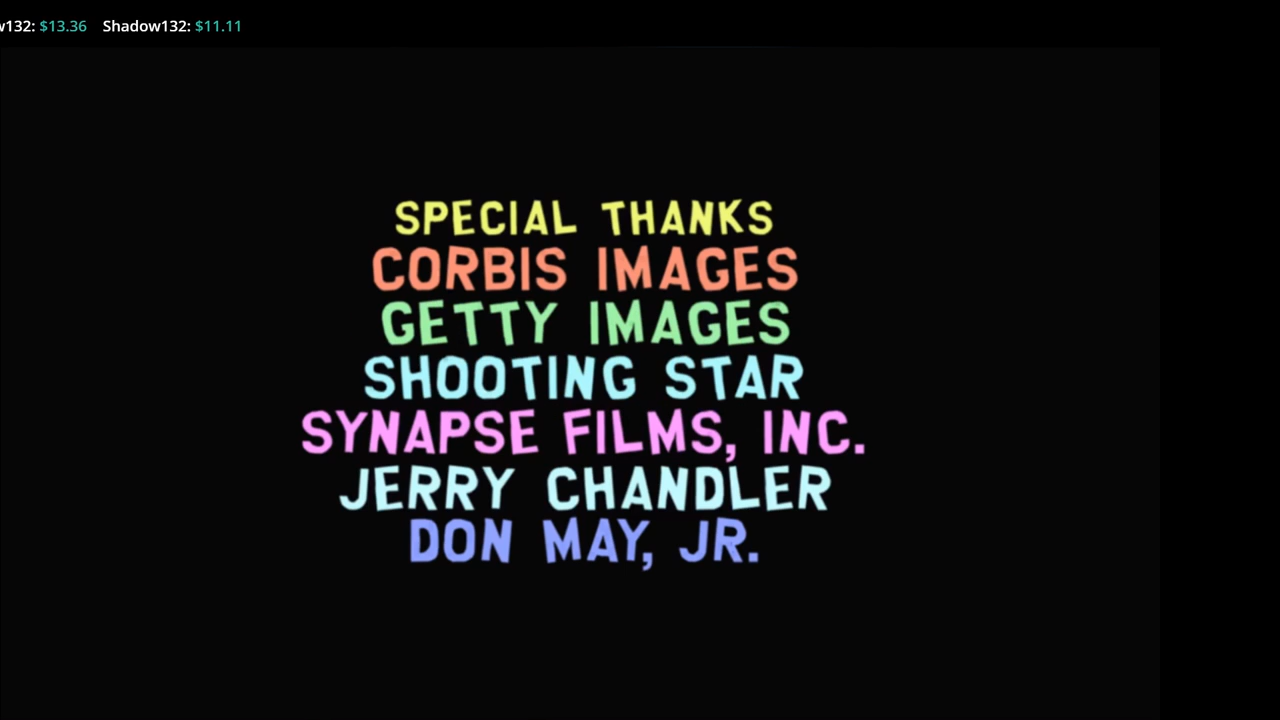 w132: $13.36 Shadow132: $11.11
SPECIAL THANKS
CORBIS IMAGES
GETTY IMAGES
SHOOTING STAR
SYNAPSE FILMS, INC.
JERRY CHANDLER
DON MAY, JR.